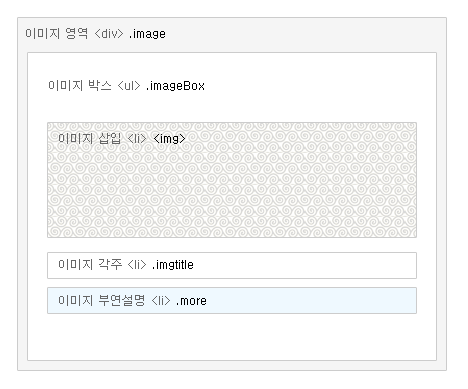 이미지 영역 <div> .image
이미지 박스 <ul> .imageBox
이미지 삽입 <li> <img>
이미지 각주 <li> .imgtitle
이미지 부연설명 <li> .more